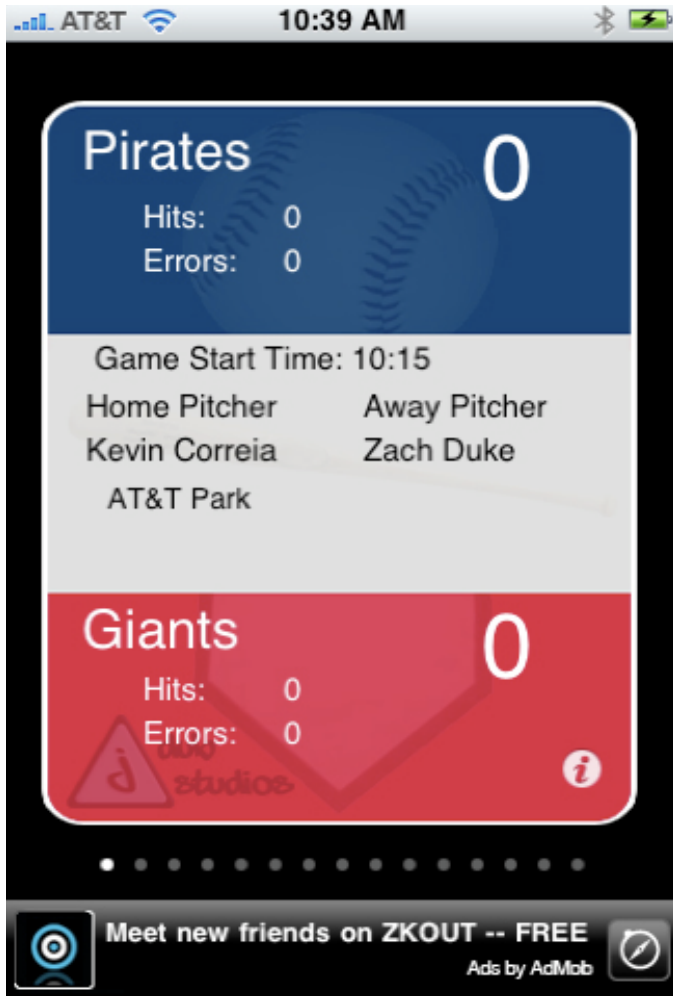 AT&T 10:39 AM
Pirates 0
Hits: 0
Errors: 0
Game Start Time: 10:15
Home Pitcher Away Pitcher
Kevin Correia Zach Duke
AT&T Park
Giants 0
Hits: 0
Errors: 0
studios
i
Meet new friends on ZKOUT -- FREE
Ads by AdMob